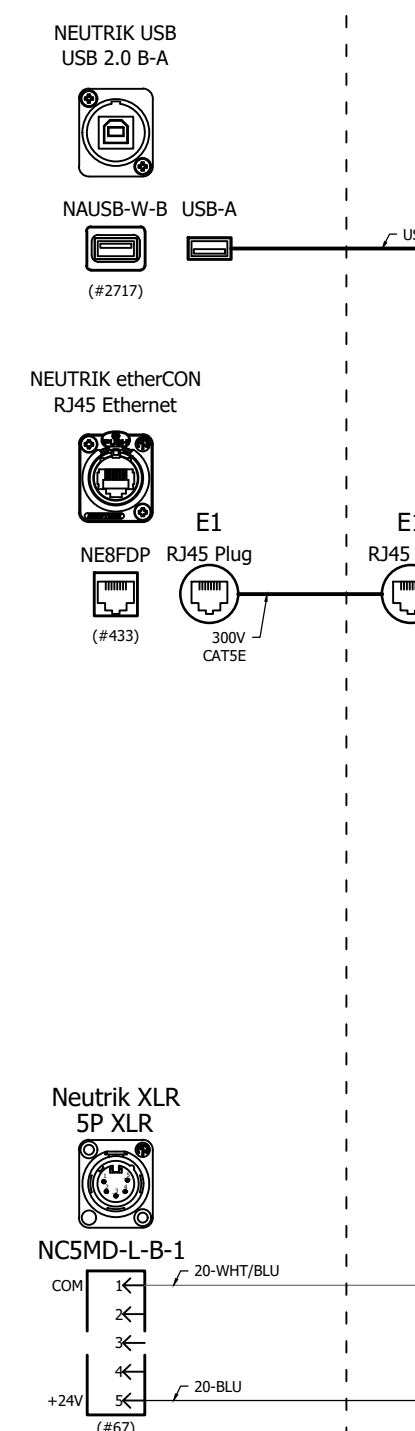 NEUTRIK USB
USB 2.0 B-A
NAUSB-W-B USB-A
(#2717)
NEUTRIK etherCON
RJ45 Ethernet
E1
NE8FDP RJ45 Plug RJ45
(#433)
300V
CAT5E
Neutrik XLR
5P XLR
NC5MD-L-B-1
20-WHT/BLU
COM 1
2
3
4
20-BLU
+24V 5
(#67)